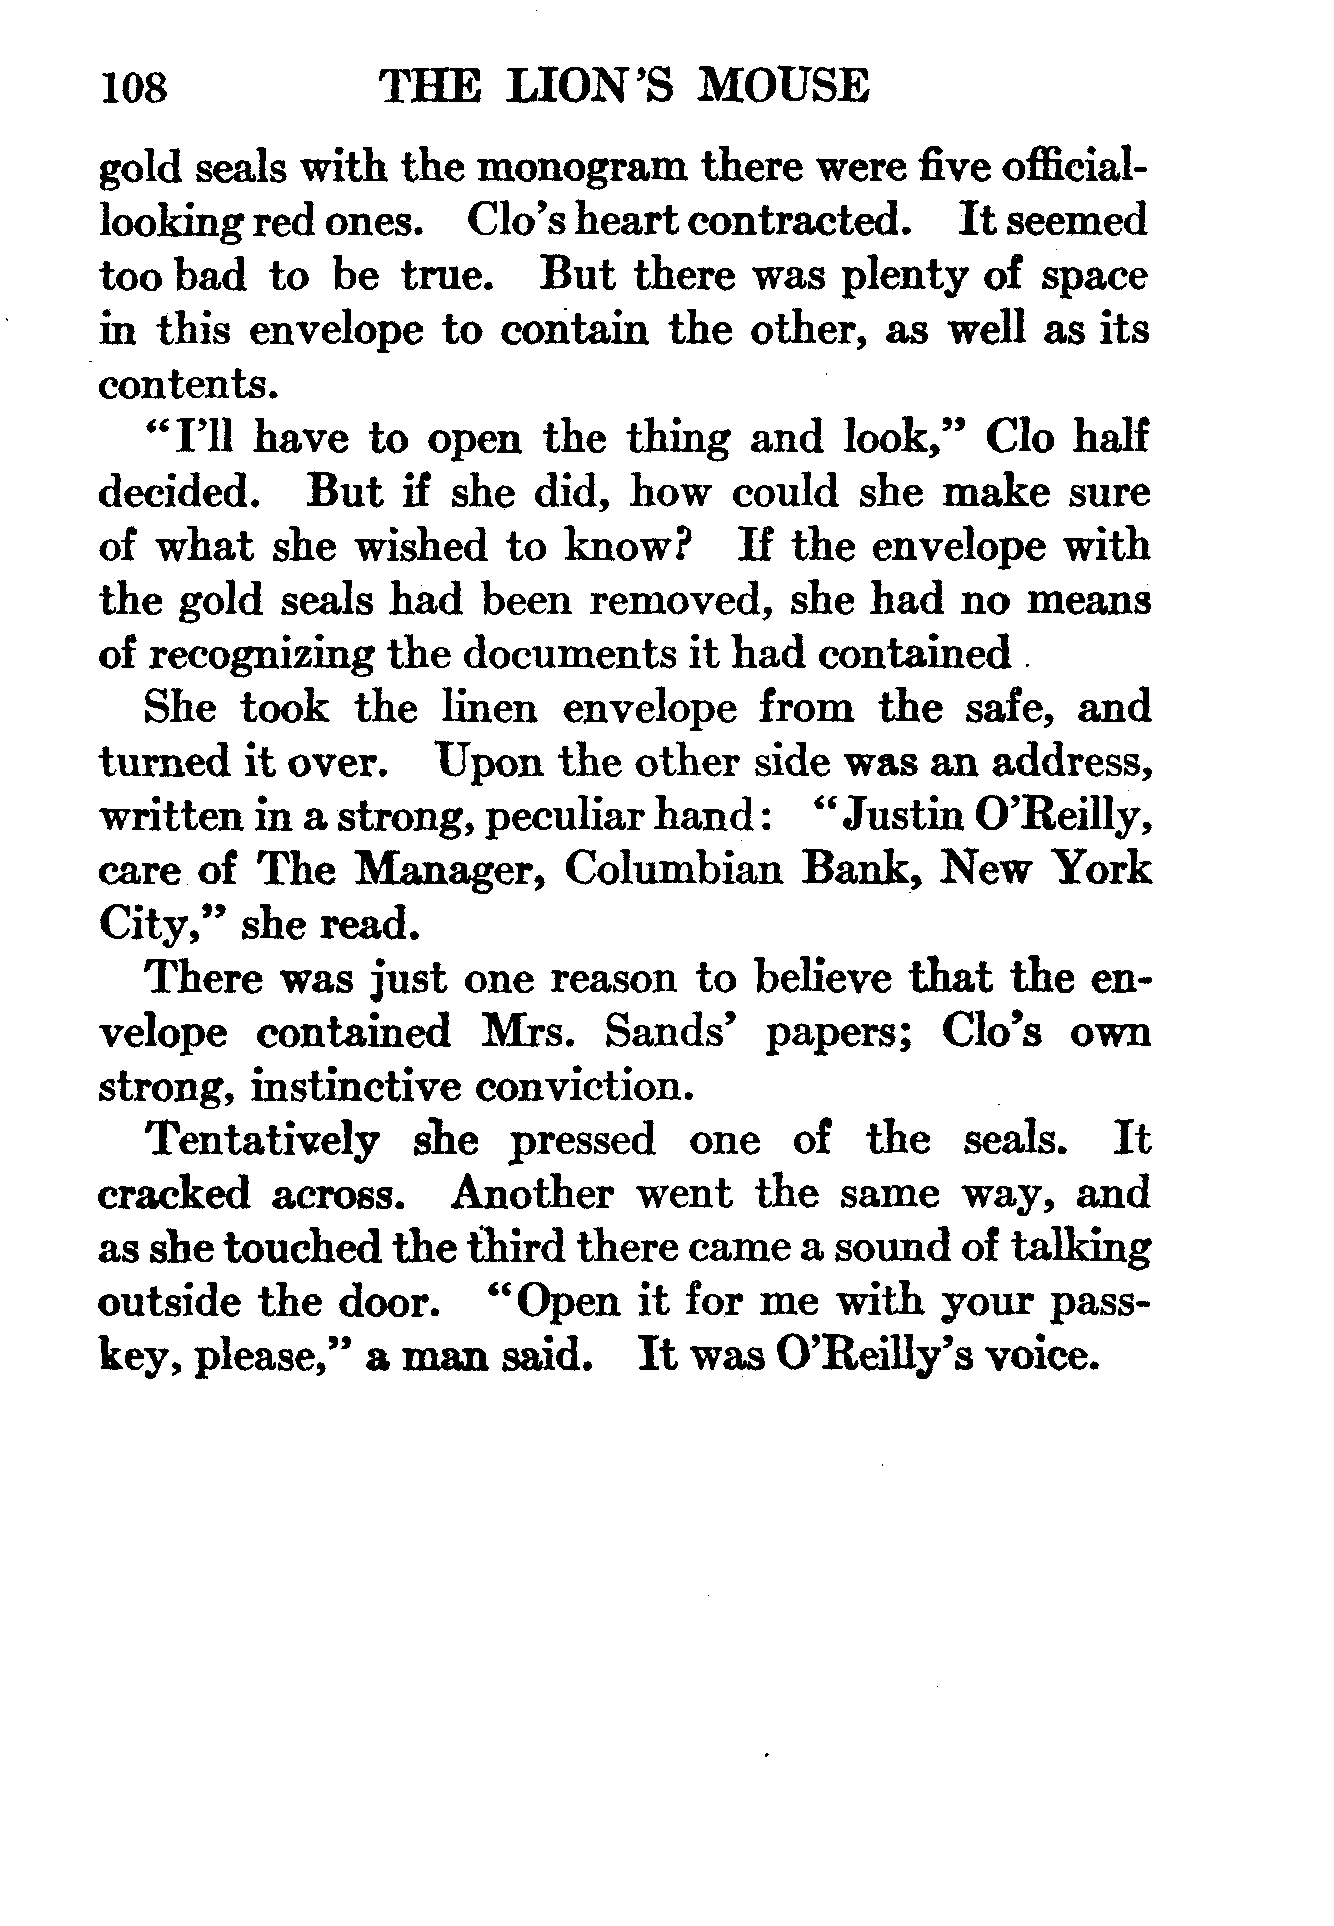 108 THE LION'S MOUSE
gold seals with the monogram there were five official-
looking red ones. Clo's heart contracted. It seemed
too bad to be true. But there was plenty of space
in this envelope to contain the other, as well as its
contents.
"I'll have to open the thing and look," Clo half
decided. But if she did, how could she make sure
of what she wished to know? If the envelope with
the gold seals had been removed, she had no means
of recognizing the documents it had contained.
She took the linen envelope from the safe, and
turned it over. Upon the other side was an address,
written in a strong, peculiar hand: "Justin O'Reilly,
care of The Manager, Columbian Bank, New York
City," she read.
There was just one reason to believe that the en-
velope contained Mrs. Sands' papers; Clo's own
strong, instinctive conviction.
Tentatively she pressed one of the seals. It
cracked across. Another went the same way, and
as she touched the third there came a sound of talking
outside the door. "Open it for me with your pass-
key, please," a man said. It was O'Reilly's voice.